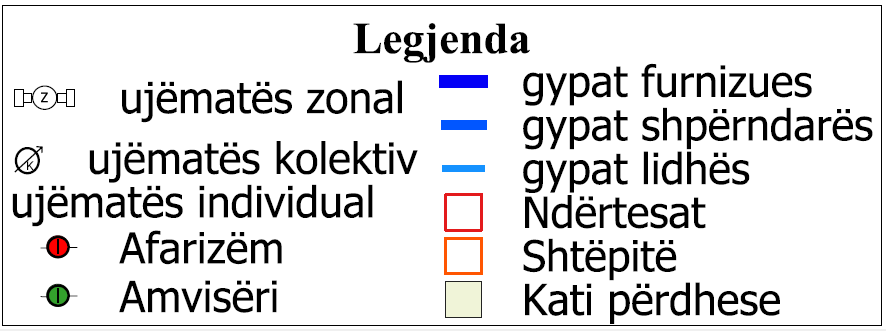 Legjenda
Z ujëmatës zonal
K ujëmatës kolektiv
ujëmatës individual
Afarizëm
Amvisëri
gypat furnizues
gypat shpërndarës
gypat lidhës
Ndërtesat
Shtëpitë
Kati përdhese